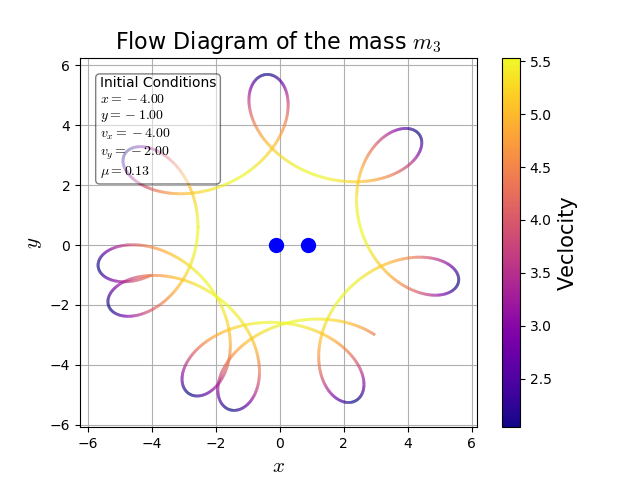 Flow Diagram of the mass $m_3$
Initial Conditions
x = −4.00
y = −1.00
v_x = −4.00
v_y = −2.00
μ = 0.13
6
4
2
0
−2
−4
−6
y
−6 −4 −2 0 2 4 6
x
5.5
5.0
4.5
4.0
3.5
3.0
2.5
Veclocity